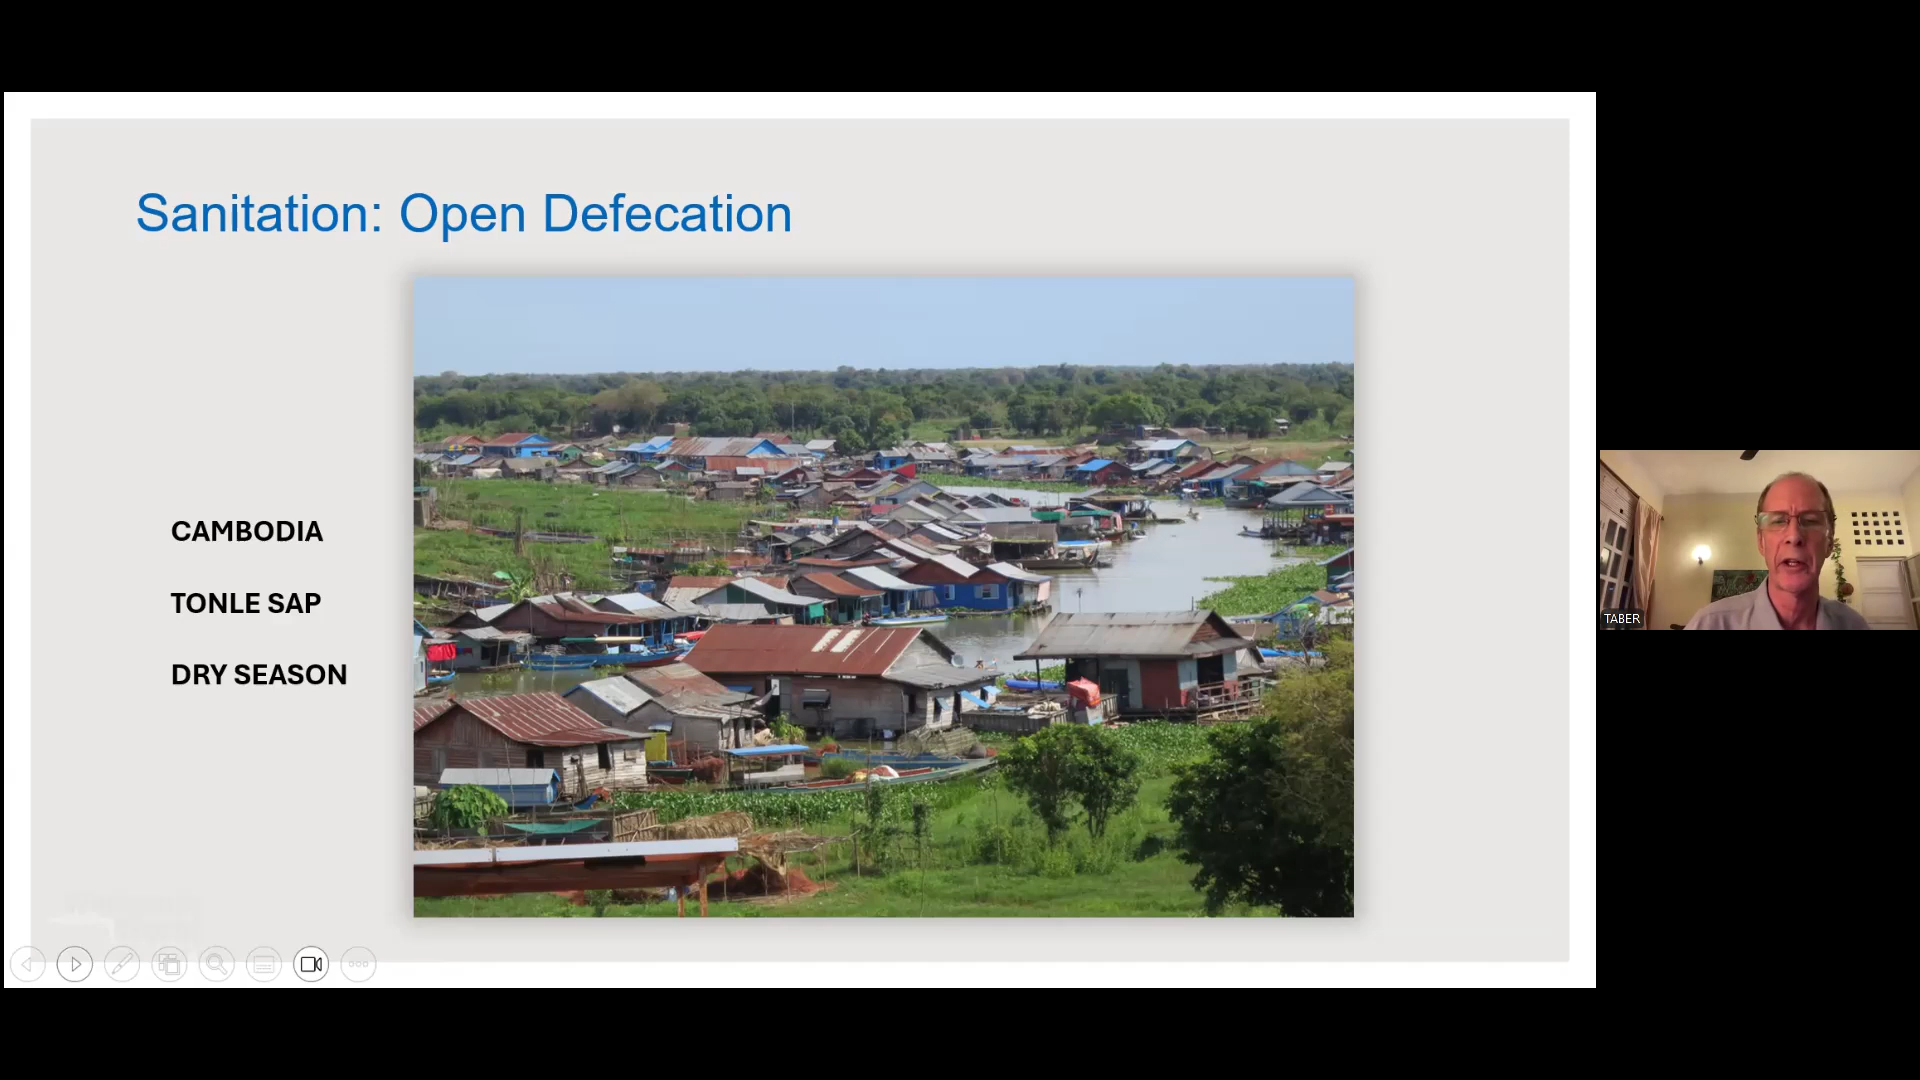 Sanitation: Open Defecation
CAMBODIA
TONLE SAP
DRY SEASON
TABER